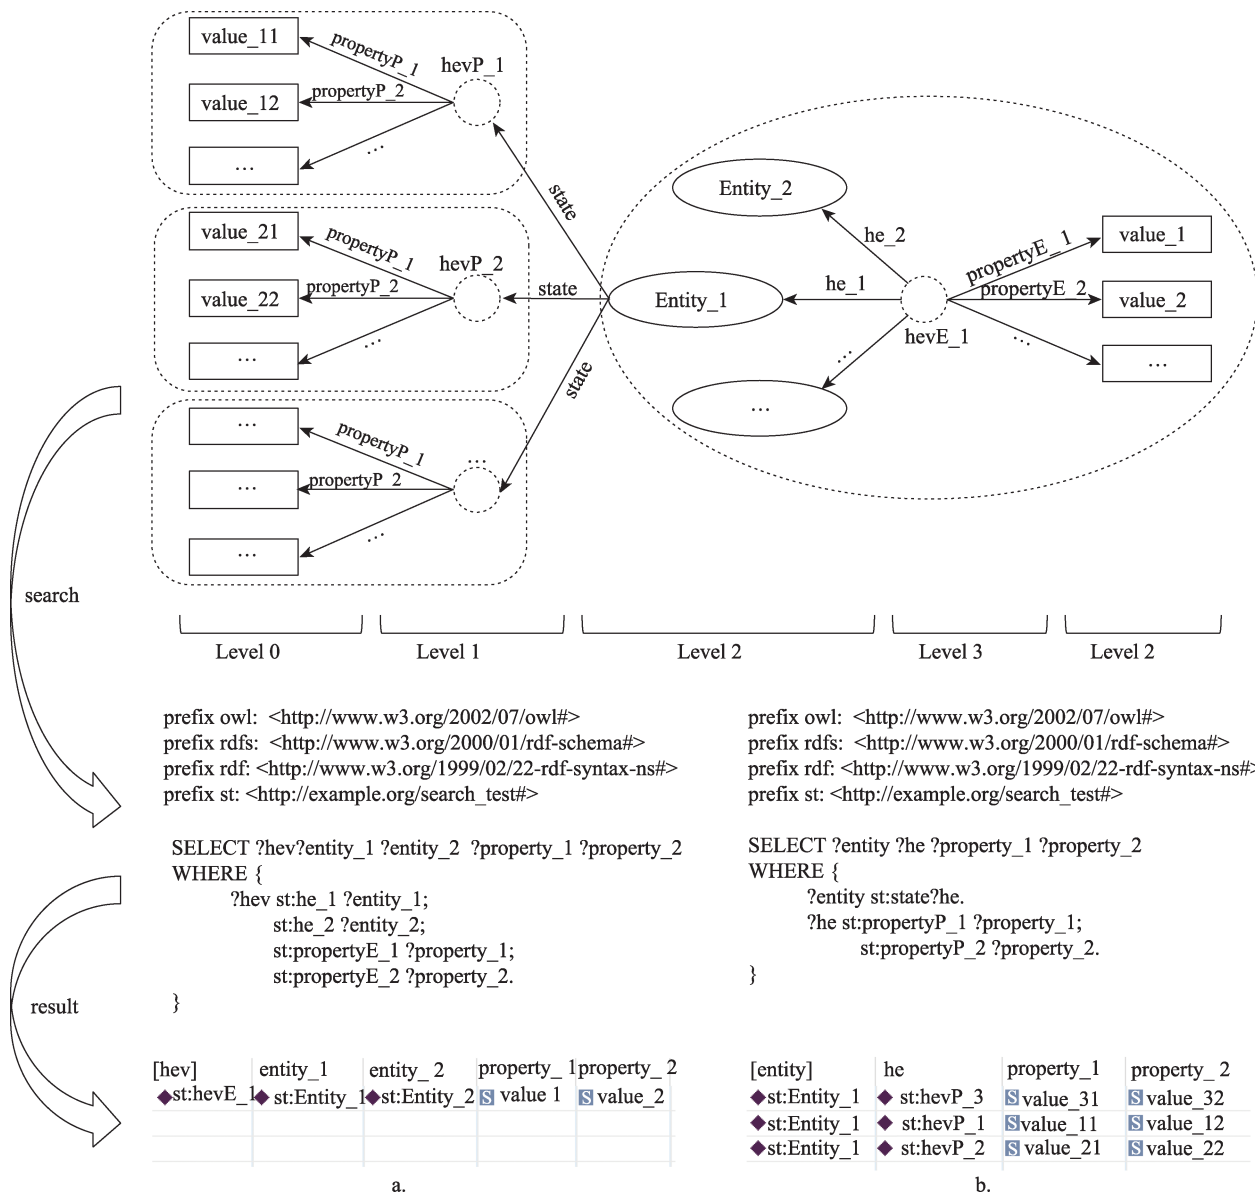 value_11
propertyP_1
hevP_1
value_12
propertyP_2
...
...
state
value_21
propertyP_1
hevP_2
value_22
propertyP_2
...
...
state
...
propertyP_1
...
...
propertyP_2
...
...
state
Entity_2
he_2
Entity_1
he_1
...
...
hevE_1
propertyE_1
value_1
propertyE_2
value_2
...
...
search
Level 0
Level 1
Level 2
Level 3
Level 2
prefix owl: <http://www.w3.org/2002/07/owl#>
prefix rdfs: <http://www.w3.org/2000/01/rdf-schema#>
prefix rdf: <http://www.w3.org/1999/02/22-rdf-syntax-ns#>
prefix st: <http://example.org/search_test#>
SELECT ?hev?entity_1 ?entity_2 ?property_1 ?property_2
WHERE {
?hev st:he_1 ?entity_1;
st:he_2 ?entity_2;
st:propertyE_1 ?property_1;
st:propertyE_2 ?property_2.
}
prefix owl: <http://www.w3.org/2002/07/owl#>
prefix rdfs: <http://www.w3.org/2000/01/rdf-schema#>
prefix rdf: <http://www.w3.org/1999/02/22-rdf-syntax-ns#>
prefix st: <http://example.org/search_test#>
SELECT ?entity ?he ?property_1 ?property_2
WHERE {
?entity st:state?he.
?he st:propertyP_1 ?property_1;
st:propertyP_2 ?property_2.
}
result
[hev] entity_1 entity_ 2 property_ 1 property_ 2
st:hevE_1 st:Entity_1 st:Entity_2 S value 1 S value_2
a.
[entity] he property_1 property_ 2
st:Entity_1 st:hevP_3 S value_31 S value_32
st:Entity_1 st:hevP_1 S value_11 S value_12
st:Entity_1 st:hevP_2 S value_21 S value_22
b.